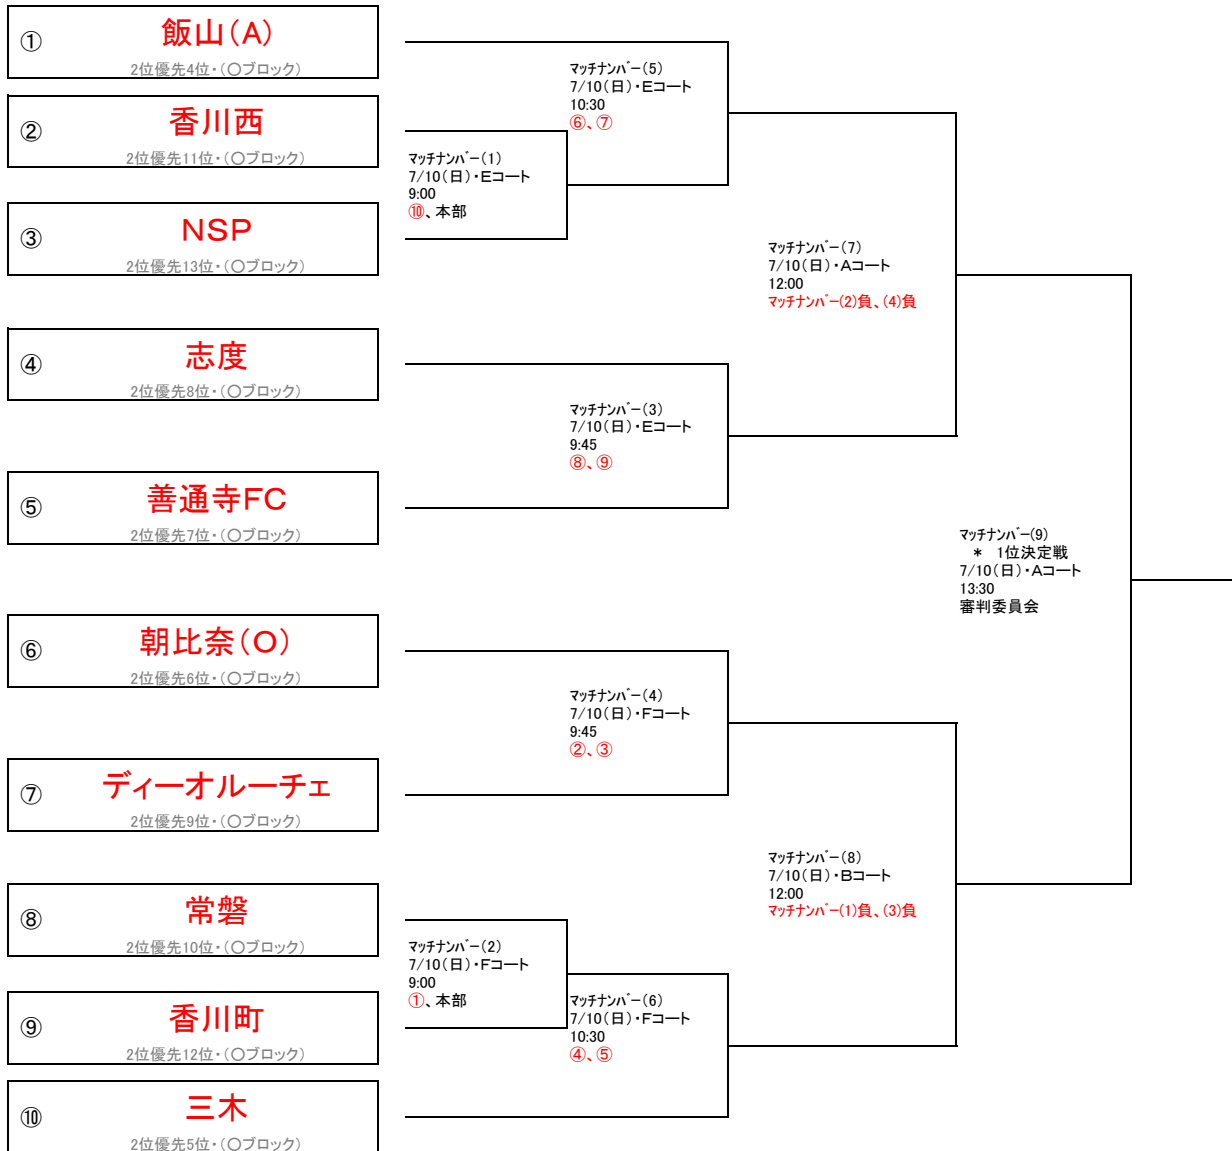 ① 飯山(A)
2位優先4位・(〇ブロック)
② 香川西
2位優先11位・(〇ブロック)
③ NSP
2位優先13位・(〇ブロック)
④ 志度
2位優先8位・(〇ブロック)
⑤ 善通寺FC
2位優先7位・(〇ブロック)
⑥ 朝比奈(O)
2位優先6位・(〇ブロック)
⑦ ディーオルーチェ
2位優先9位・(〇ブロック)
⑧ 常磐
2位優先10位・(〇ブロック)
⑨ 香川町
2位優先12位・(〇ブロック)
⑩ 三木
2位優先5位・(〇ブロック)
マッチナンバー(1)
7/10(日)・Eコート
9:00
⑩、本部
マッチナンバー(2)
7/10(日)・Fコート
9:00
①、本部
マッチナンバー(5)
7/10(日)・Eコート
10:30
⑥、⑦
マッチナンバー(3)
7/10(日)・Eコート
9:45
⑧、⑨
マッチナンバー(4)
7/10(日)・Fコート
9:45
②、③
マッチナンバー(6)
7/10(日)・Fコート
10:30
④、⑤
マッチナンバー(7)
7/10(日)・Aコート
12:00
マッチナンバー(2)負、(4)負
マッチナンバー(8)
7/10(日)・Bコート
12:00
マッチナンバー(1)負、(3)負
マッチナンバー(9)
* 1位決定戦
7/10(日)・Aコート
13:30
審判委員会